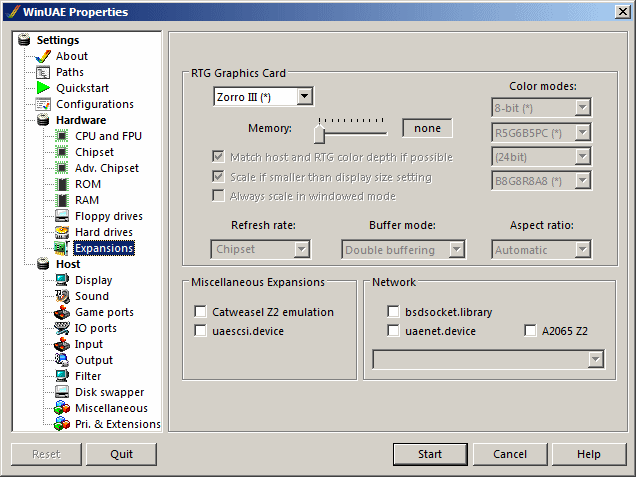 WinUAE Properties
Settings
About
Paths
Quickstart
Configurations
Hardware
CPU and FPU
Chipset
Adv. Chipset
ROM
RAM
Floppy drives
Hard drives
Expansions
Host
Display
Sound
Game ports
IO ports
Input
Output
Filter
Disk swapper
Miscellaneous
Pri. & Extensions
RTG Graphics Card
Zorro III (*)
Memory:
none
Match host and RTG color depth if possible
Scale if smaller than display size setting
Always scale in windowed mode
Color modes:
8-bit (*)
R5G6B5PC (*)
(24bit)
B8G8R8A8 (*)
Refresh rate:
Chipset
Buffer mode:
Double buffering
Aspect ratio:
Automatic
Miscellaneous Expansions
Catweasel Z2 emulation
uaescsi.device
Network
bsdsocket.library
uaenet.device
A2065 Z2
Reset
Quit
Start
Cancel
Help